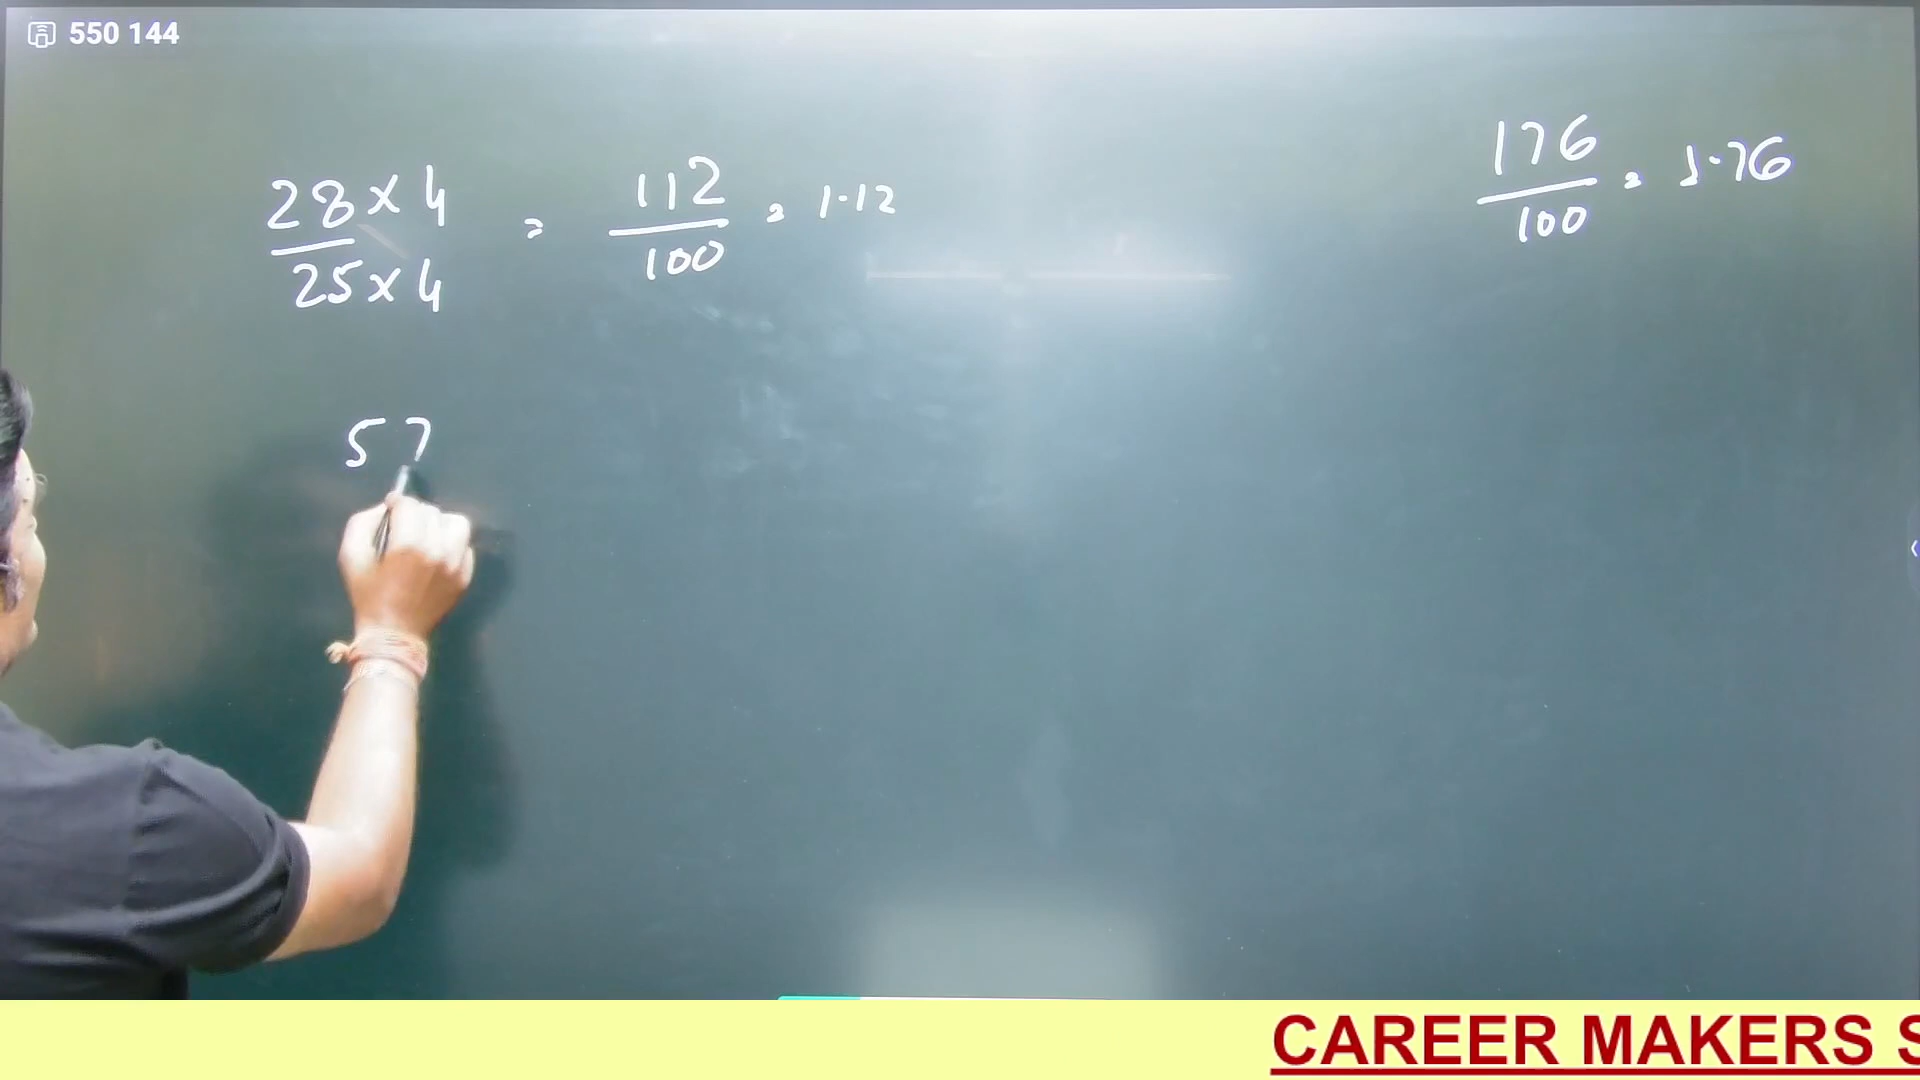 550 144
28 × 4 = 112 = 1.12
25 × 4 100
176 = 1.76
100
57
CAREER MAKERS S